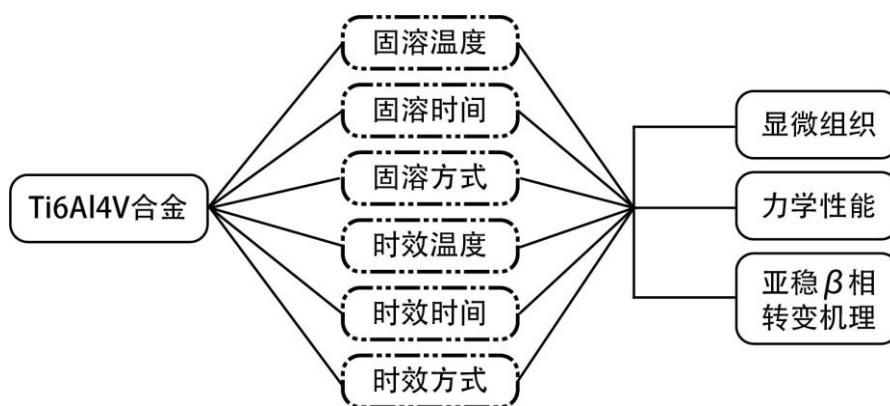 Ti6Al4V合金
固溶温度
固溶时间
固溶方式
时效温度
时效时间
时效方式
显微组织
力学性能
亚稳β相
转变机理